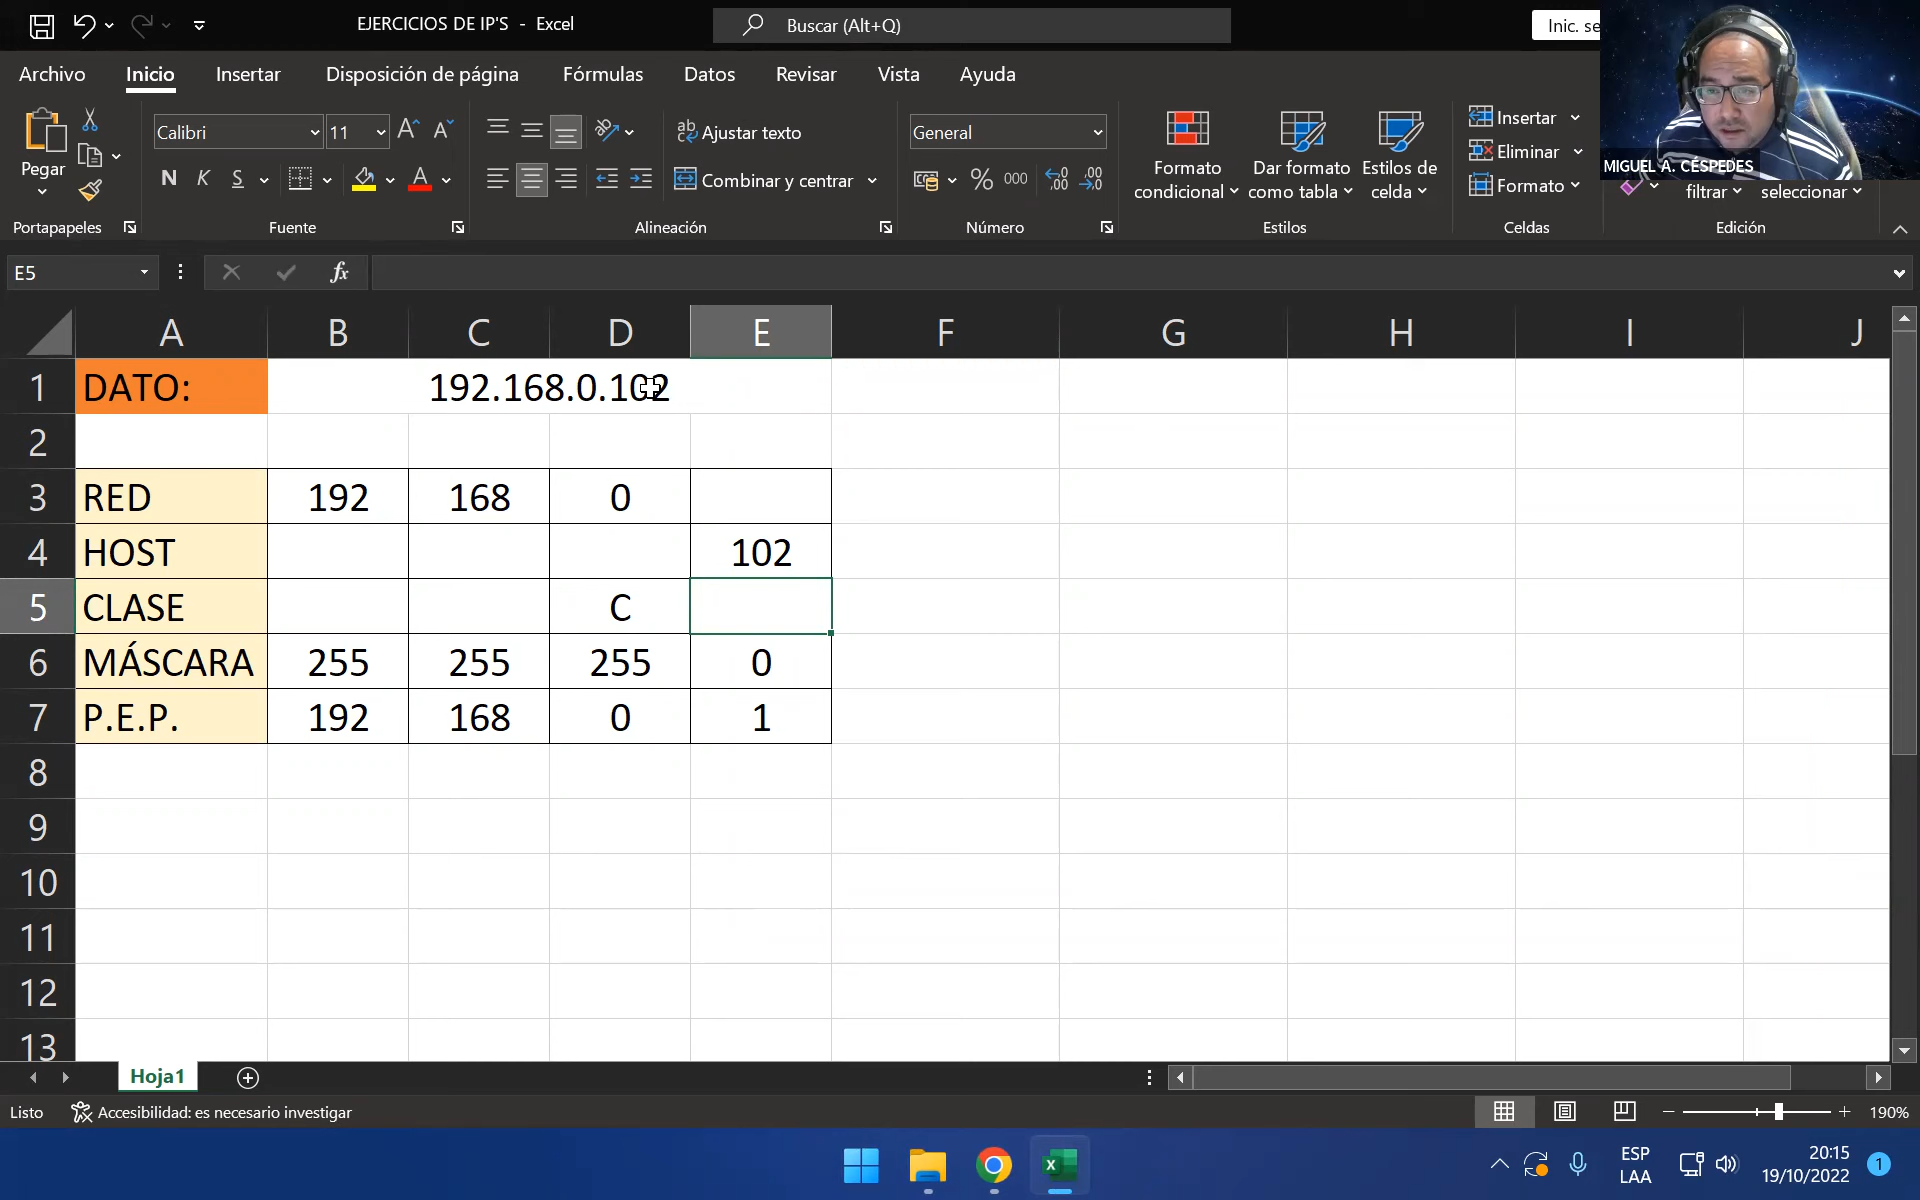 EJERCICIOS DE IP'S - Excel
Buscar (Alt+Q)
Inic. se
Archivo Inicio Insertar Disposición de página Fórmulas Datos Revisar Vista Ayuda
Pegar
Calibri 11
N K S
Ajustar texto
Combinar y centrar
General
% 000
Formato condicional
Dar formato como tabla
Estilos de celda
Insertar
Eliminar
Formato
MIGUEL A. CÉSPEDES
filtrar
seleccionar
Portapapeles Fuente Alineación Número Estilos Celdas Edición
E5
fx
A B C D E F G H I J
1 DATO: 192.168.0.102
2
3 RED 192 168 0
4 HOST 102
5 CLASE C
6 MÁSCARA 255 255 255 0
7 P.E.P. 192 168 0 1
8
9
10
11
12
13
Hoja1
Listo Accesibilidad: es necesario investigar 190%
ESP
LAA
20:15
19/10/2022
1